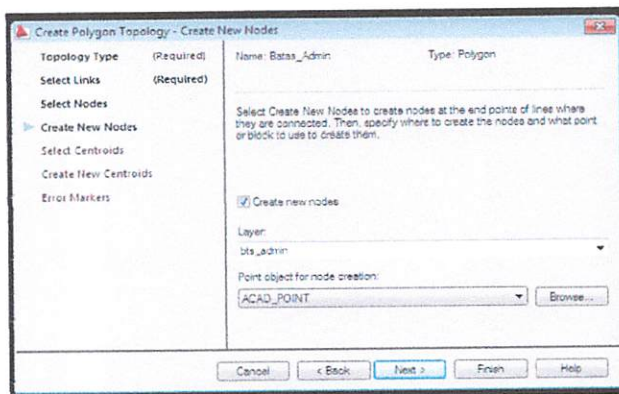 Create Polygon Topology - Create New Nodes
Topology Type (Required)
Select Links (Required)
Select Nodes
Create New Nodes
Select Centroids
Create New Centroids
Error Markers
Name: Batas_Admin Type: Polygon
Select Create New Nodes to create nodes at the end points of lines where
they are connected. Then, specify where to create the nodes and what point
or block to use to create them.
Create new nodes
Layer:
bts_admin
Point object for node creation:
ACAD_POINT Browse...
Cancel < Back Next > Finish Help